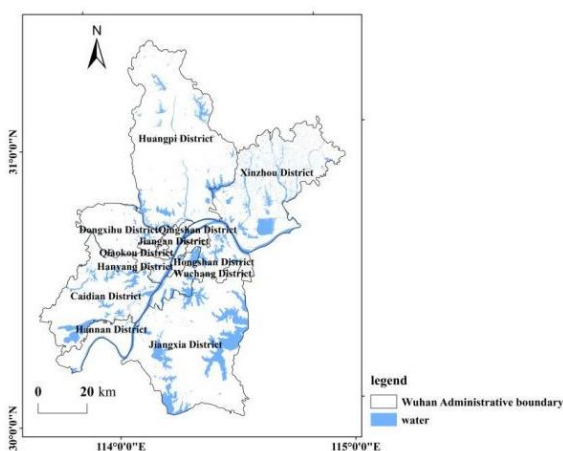 N
31°0'0"N
Huangpi District
Xinzhou District
Dongxihu District Qingshan District
Jiangan District
Qiaokou District
Hongshan District
Hanyang District
Wuchang District
Caidian District
Hannan District
Jiangxia District
0 20 km
30°0'0"N
114°0'0"E
115°0'0"E
legend
Wuhan Administrative boundary
water